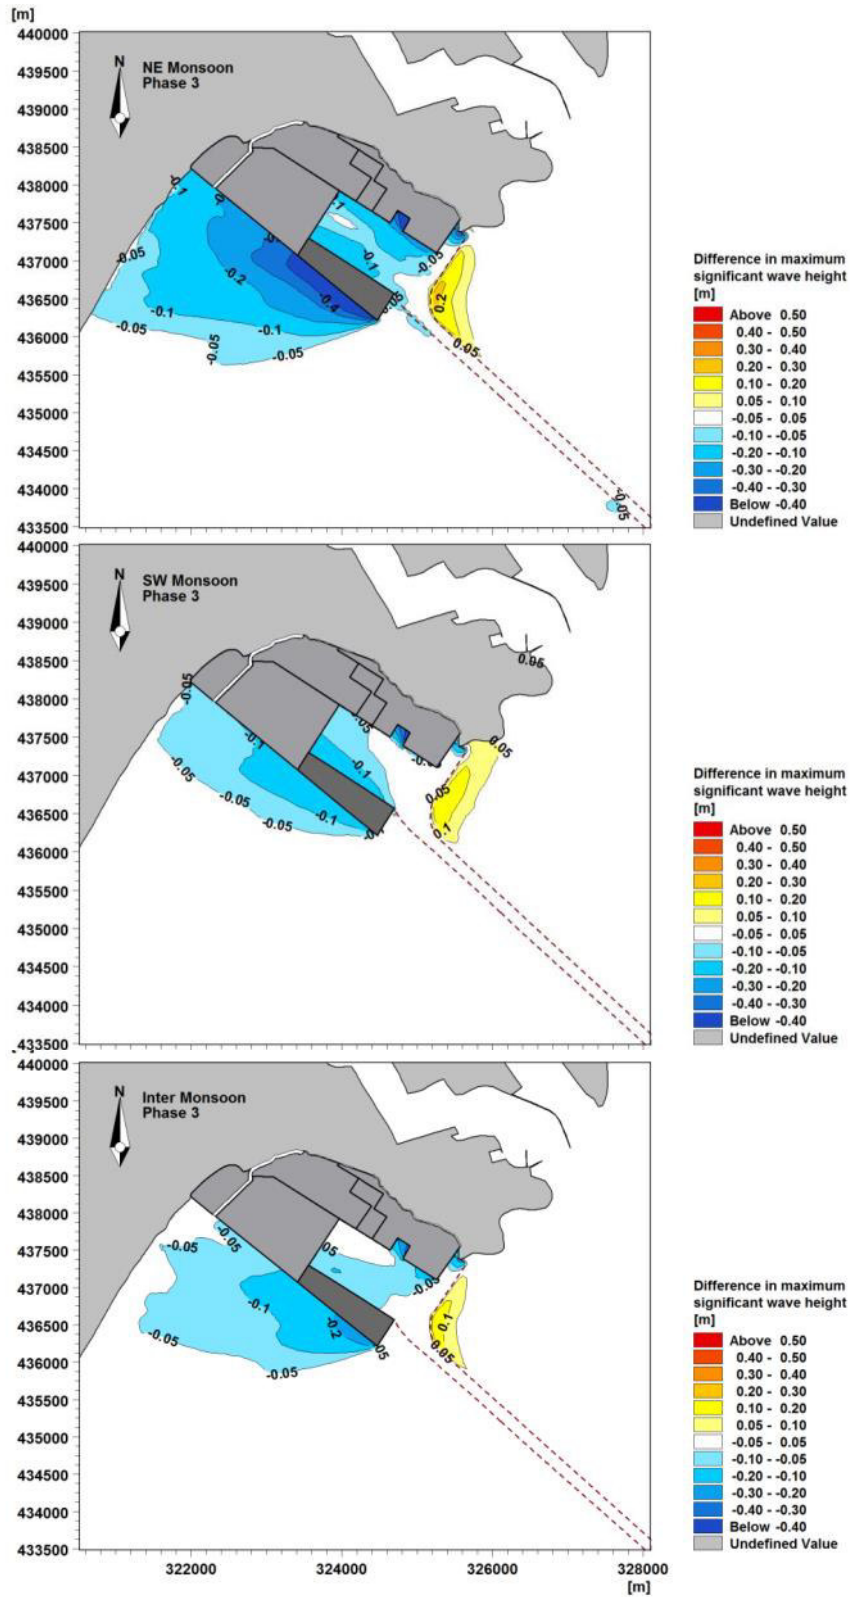 [m]
440000
439500
439000
438500
438000
437500
437000
436500
436000
435500
435000
434500
434000
433500
N
NE Monsoon
Phase 3
-0.05
-0.2
-0.1
-0.4
-0.1
-0.05
-0.1
-0.05
-0.05
-0.05
0.2
0.05
-0.05
Difference in maximum
significant wave height
[m]
Above 0.50
0.40 - 0.50
0.30 - 0.40
0.20 - 0.30
0.10 - 0.20
0.05 - 0.10
-0.05 - 0.05
-0.10 - -0.05
-0.20 - -0.10
-0.30 - -0.20
-0.40 - -0.30
Below -0.40
Undefined Value
440000
439500
439000
438500
438000
437500
437000
436500
436000
435500
435000
434500
434000
433500
N
SW Monsoon
Phase 3
0.05
-0.05
-0.1
-0.1
-0.05
-0.05
-0.1
-0.05
0.05
0.05
0.1
Difference in maximum
significant wave height
[m]
Above 0.50
0.40 - 0.50
0.30 - 0.40
0.20 - 0.30
0.10 - 0.20
0.05 - 0.10
-0.05 - 0.05
-0.10 - -0.05
-0.20 - -0.10
-0.30 - -0.20
-0.40 - -0.30
Below -0.40
Undefined Value
440000
439500
439000
438500
438000
437500
437000
436500
436000
435500
435000
434500
434000
433500
N
Inter Monsoon
Phase 3
-0.05
-0.05
-0.05
-0.1
-0.2
-0.05
-0.05
0.1
0.05
Difference in maximum
significant wave height
[m]
Above 0.50
0.40 - 0.50
0.30 - 0.40
0.20 - 0.30
0.10 - 0.20
0.05 - 0.10
-0.05 - 0.05
-0.10 - -0.05
-0.20 - -0.10
-0.30 - -0.20
-0.40 - -0.30
Below -0.40
Undefined Value
322000
324000
326000
328000
[m]